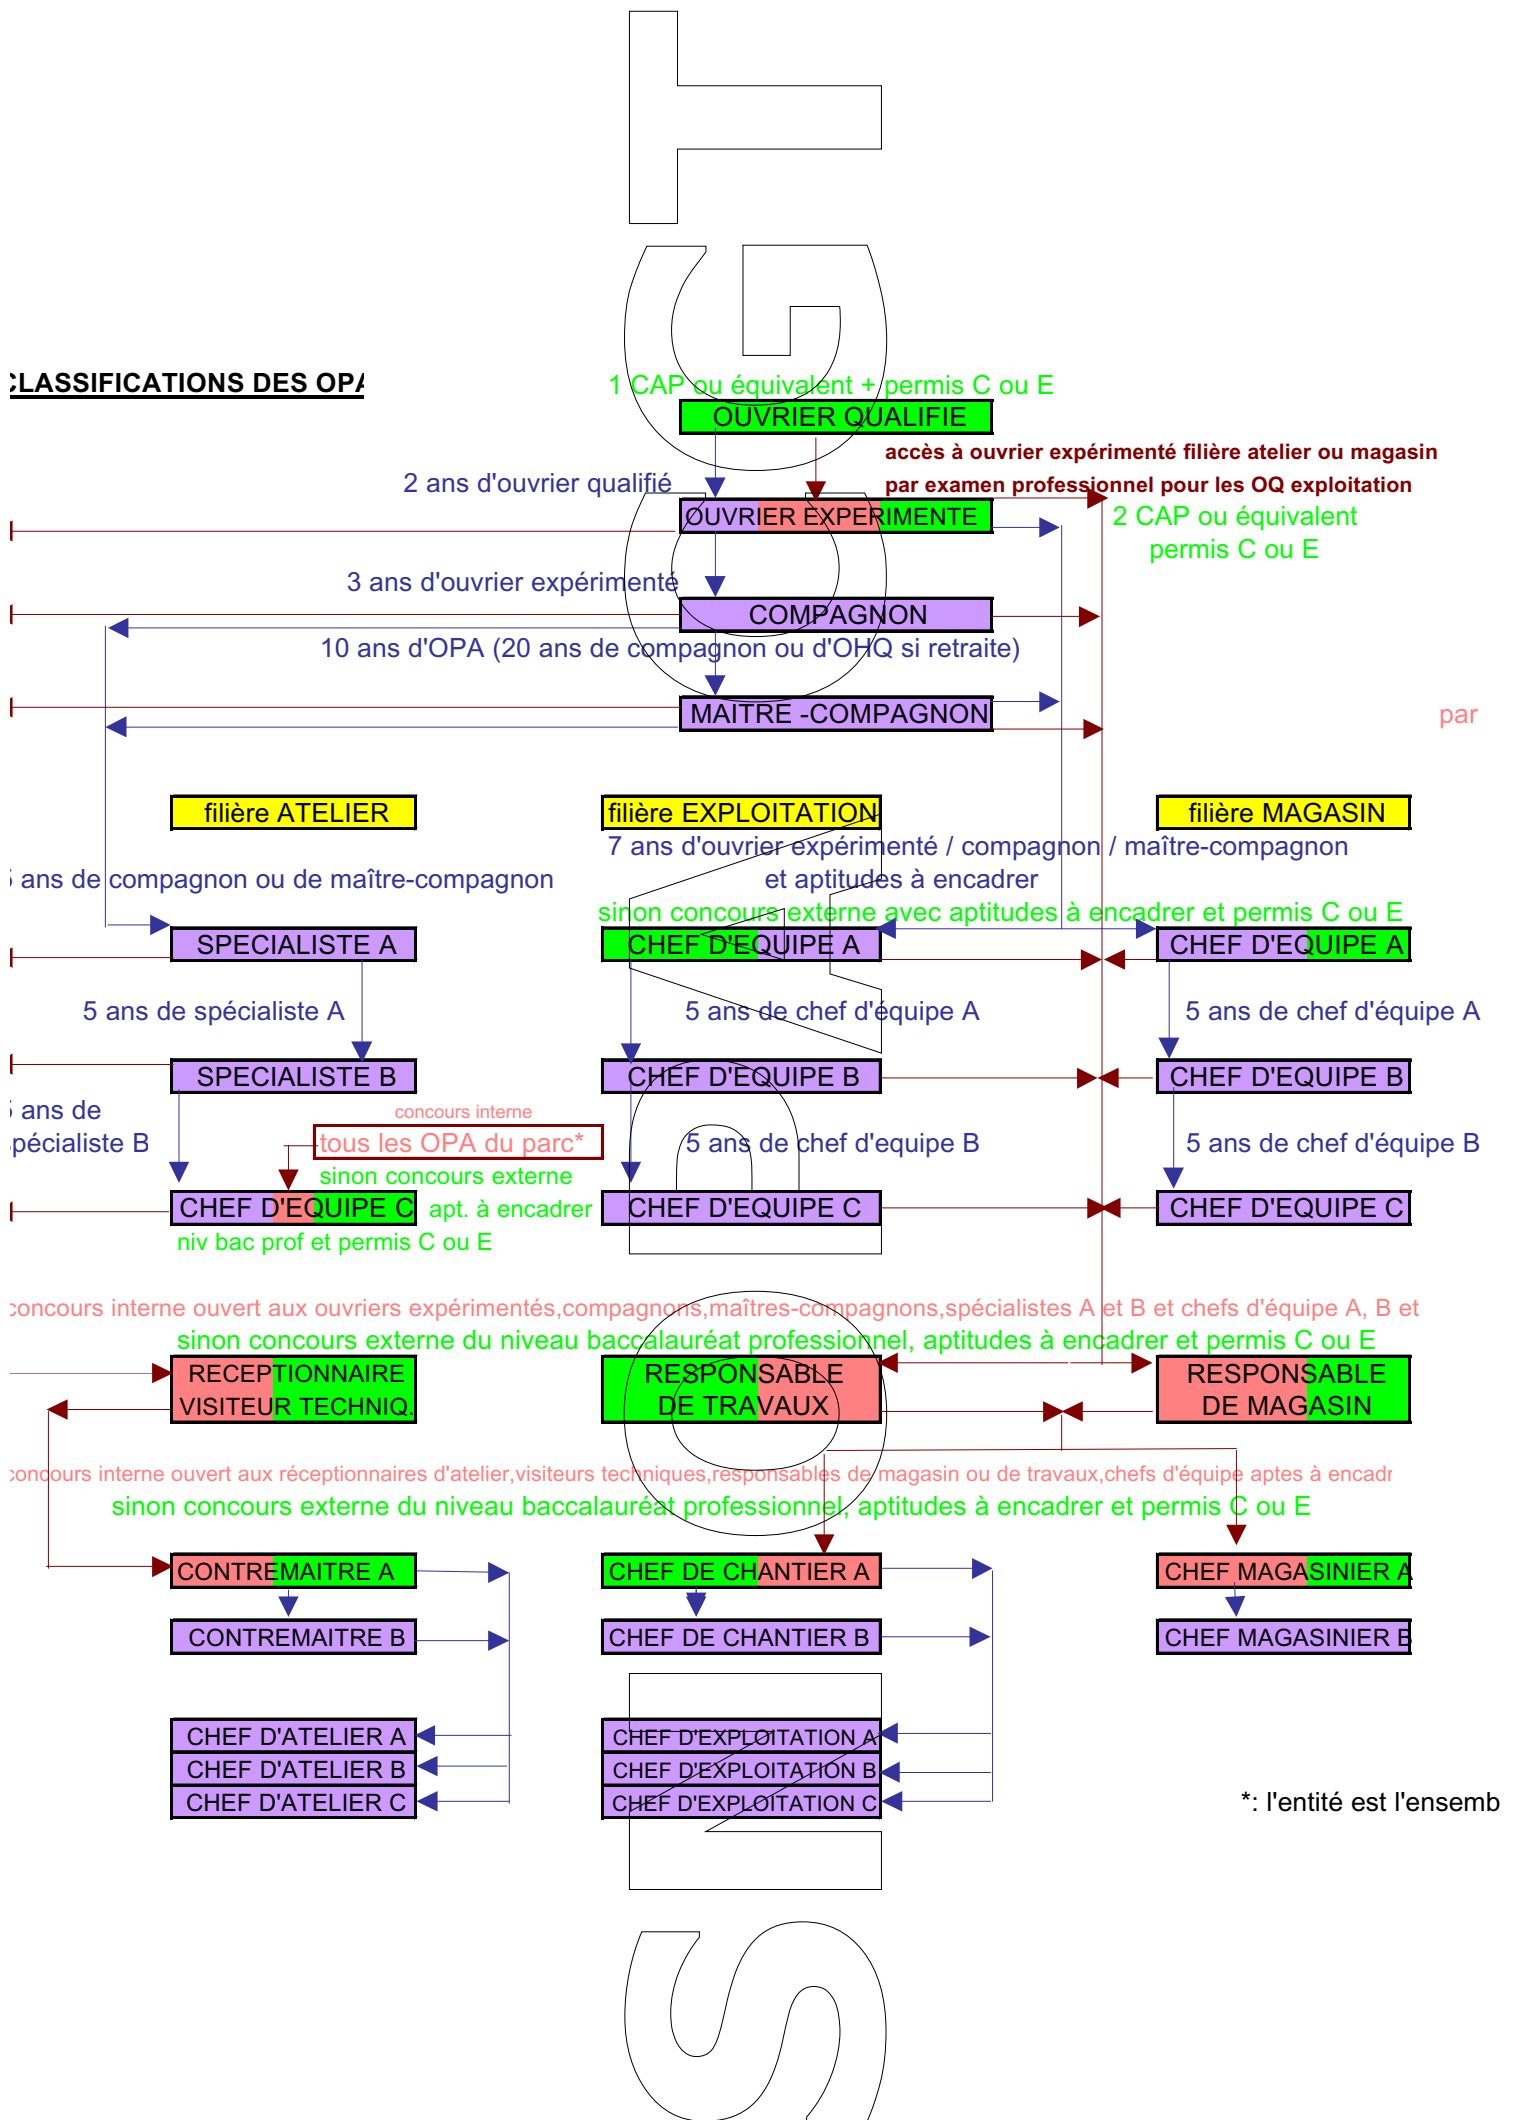 CLASSIFICATIONS DES OPA
1 CAP ou équivalent + permis C ou E
OUVRIER QUALIFIE
accès à ouvrier expérimenté filière atelier ou magasin
2 ans d'ouvrier qualifié
par examen professionnel pour les OQ exploitation
OUVRIER EXPERIMENTE
2 CAP ou équivalent
permis C ou E
3 ans d'ouvrier expérimenté
COMPAGNON
10 ans d'OPA (20 ans de compagnon ou d'OHQ si retraite)
MAITRE -COMPAGNON
par
filière ATELIER
filière EXPLOITATION
filière MAGASIN
7 ans d'ouvrier expérimenté / compagnon / maître-compagnon
5 ans de compagnon ou de maître-compagnon
et aptitudes à encadrer
sinon concours externe avec aptitudes à encadrer et permis C ou E
SPECIALISTE A
CHEF D'EQUIPE A
CHEF D'EQUIPE A
5 ans de spécialiste A
5 ans de chef d'équipe A
5 ans de chef d'équipe A
SPECIALISTE B
CHEF D'EQUIPE B
CHEF D'EQUIPE B
5 ans de
concours interne
spécialiste B
tous les OPA du parc*
5 ans de chef d'equipe B
5 ans de chef d'équipe B
sinon concours externe
CHEF D'EQUIPE C
apt. à encadrer
CHEF D'EQUIPE C
CHEF D'EQUIPE C
niv bac prof et permis C ou E
concours interne ouvert aux ouvriers expérimentés,compagnons,maîtres-compagnons,spécialistes A et B et chefs d'équipe A, B et
sinon concours externe du niveau baccalauréat professionnel, aptitudes à encadrer et permis C ou E
RECEPTIONNAIRE
VISITEUR TECHNIQ.
RESPONSABLE
DE TRAVAUX
RESPONSABLE
DE MAGASIN
concours interne ouvert aux réceptionnaires d'atelier,visiteurs techniques,responsables de magasin ou de travaux,chefs d'équipe aptes à encadr
sinon concours externe du niveau baccalauréat professionnel, aptitudes à encadrer et permis C ou E
CONTREMAITRE A
CHEF DE CHANTIER A
CHEF MAGASINIER A
CONTREMAITRE B
CHEF DE CHANTIER B
CHEF MAGASINIER B
CHEF D'ATELIER A
CHEF D'EXPLOITATION A
CHEF D'ATELIER B
CHEF D'EXPLOITATION B
CHEF D'ATELIER C
CHEF D'EXPLOITATION C
*: l'entité est l'ensemb
SNOPA CGT